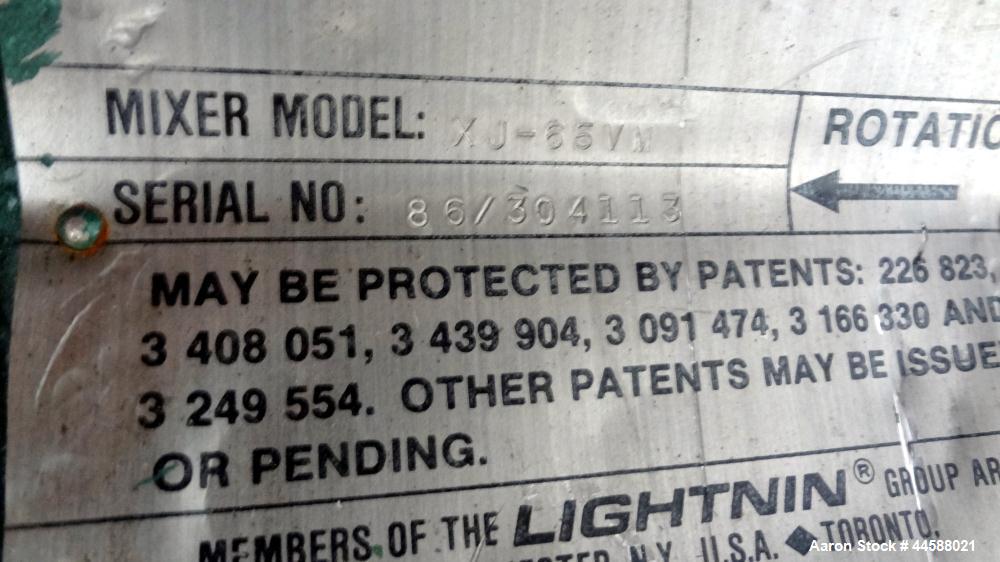 MIXER MODEL: XJ-65VM
ROTATIO
SERIAL NO: 86/304113
MAY BE PROTECTED BY PATENTS: 226 823,
3 408 051, 3 439 904, 3 091 474, 3 166 330 AND
3 249 554. OTHER PATENTS MAY BE ISSUE
OR PENDING.
MEMBERS OF THE LIGHTNIN® GROUP AR
N.Y. U.S.A. ◆TORONTO,
Aaron Stock # 44588021